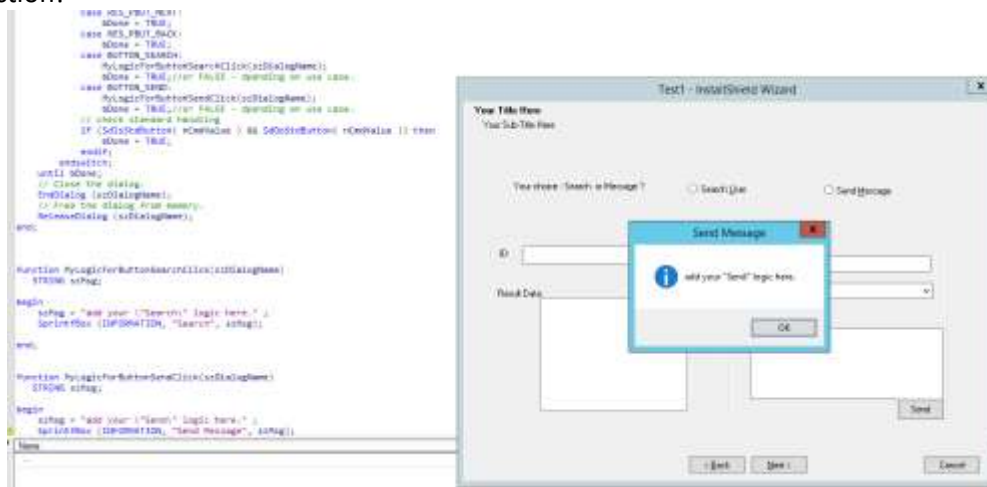 ction.
case RES_PBUT_NEXT:
bDone = TRUE;
case RES_PBUT_BACK:
bDone = TRUE;
case BUTTON_SEARCH:
MyLogicForButtonSearchClick(szDialogName);
bDone = TRUE;//or FALSE - depending on use case.
case BUTTON_SEND:
MyLogicForButtonSendClick(szDialogName);
bDone = TRUE;//or FALSE - depending on use case.
// check standard handling
if (SdIsStdButton( nCmdValue ) && SdDoStdButton( nCmdValue )) then
bDone = TRUE;
endif;
endswitch;
until bDone;
// Close the dialog.
EndDialog (szDialogName);
// Free the dialog from memory.
ReleaseDialog (szDialogName);
end;
function MyLogicForButtonSearchClick(szDialogName)
STRING szMsg;
begin
szMsg = "add your \"Search\" logic here." ;
SprintfBox (INFORMATION, "Search", szMsg);
end;
function MyLogicForButtonSendClick(szDialogName)
STRING szMsg;
begin
szMsg = "add your \"Send\" logic here." ;
SprintfBox (INFORMATION, "Send Message", szMsg);
Name
Test1 - InstallShield Wizard
Your Title Here
Your Sub-Title Here
Your choice : Search or Message ?
Search User
Send Message
Send Message
ID
add your "Send" logic here.
Result Data
OK
Send
< Back
Next >
Cancel